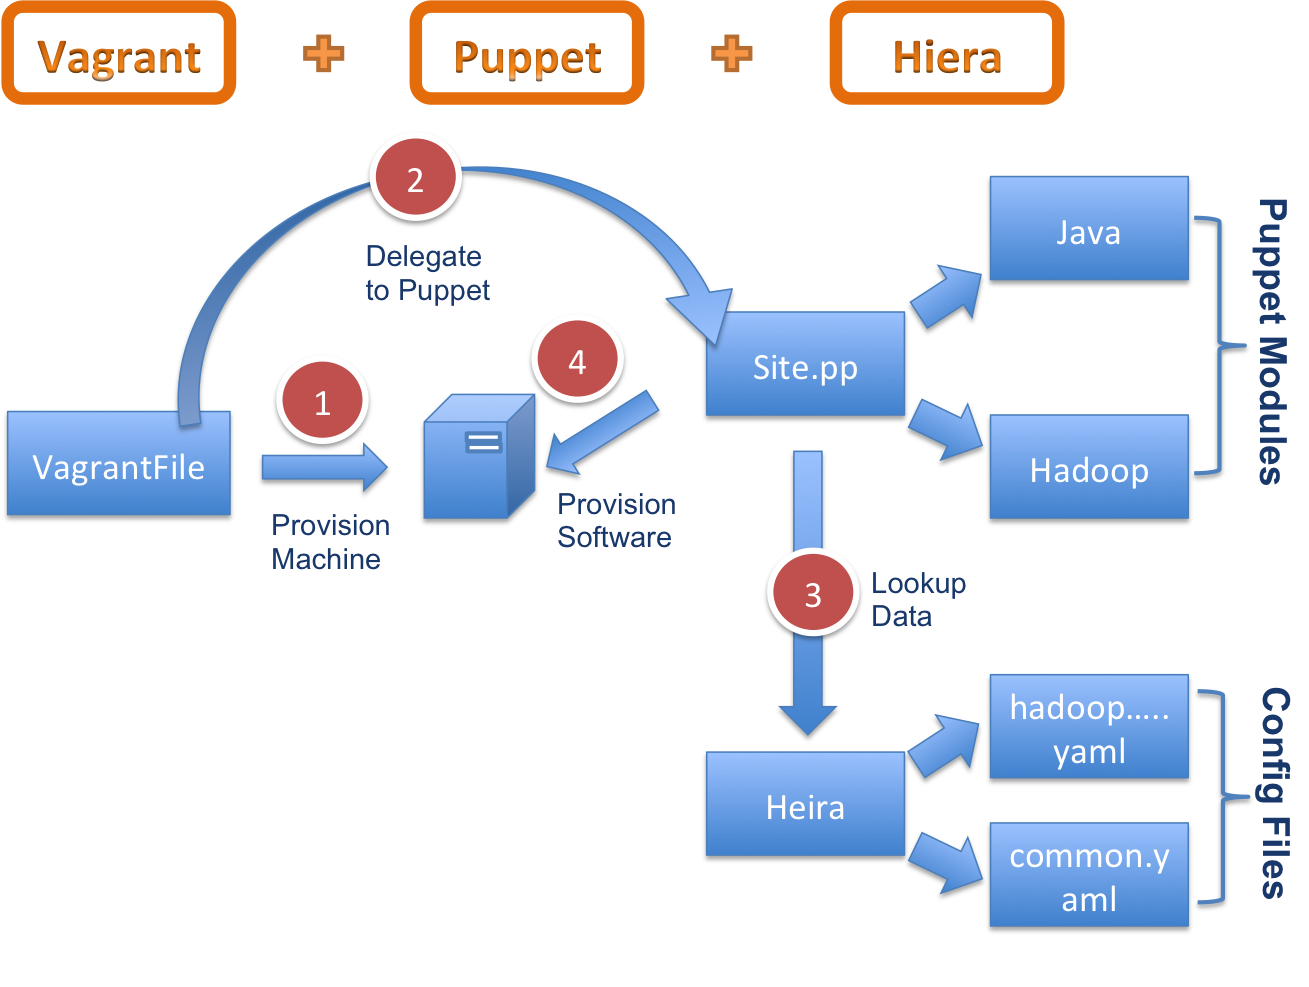 Vagrant
Puppet
Hiera
2
Delegate
to Puppet
Java
Puppet Modules
4
Site.pp
1
VagrantFile
Hadoop
Provision
Machine
Provision
Software
3
Lookup
Data
hadoop.....
yaml
Heira
common.y
aml
Config Files